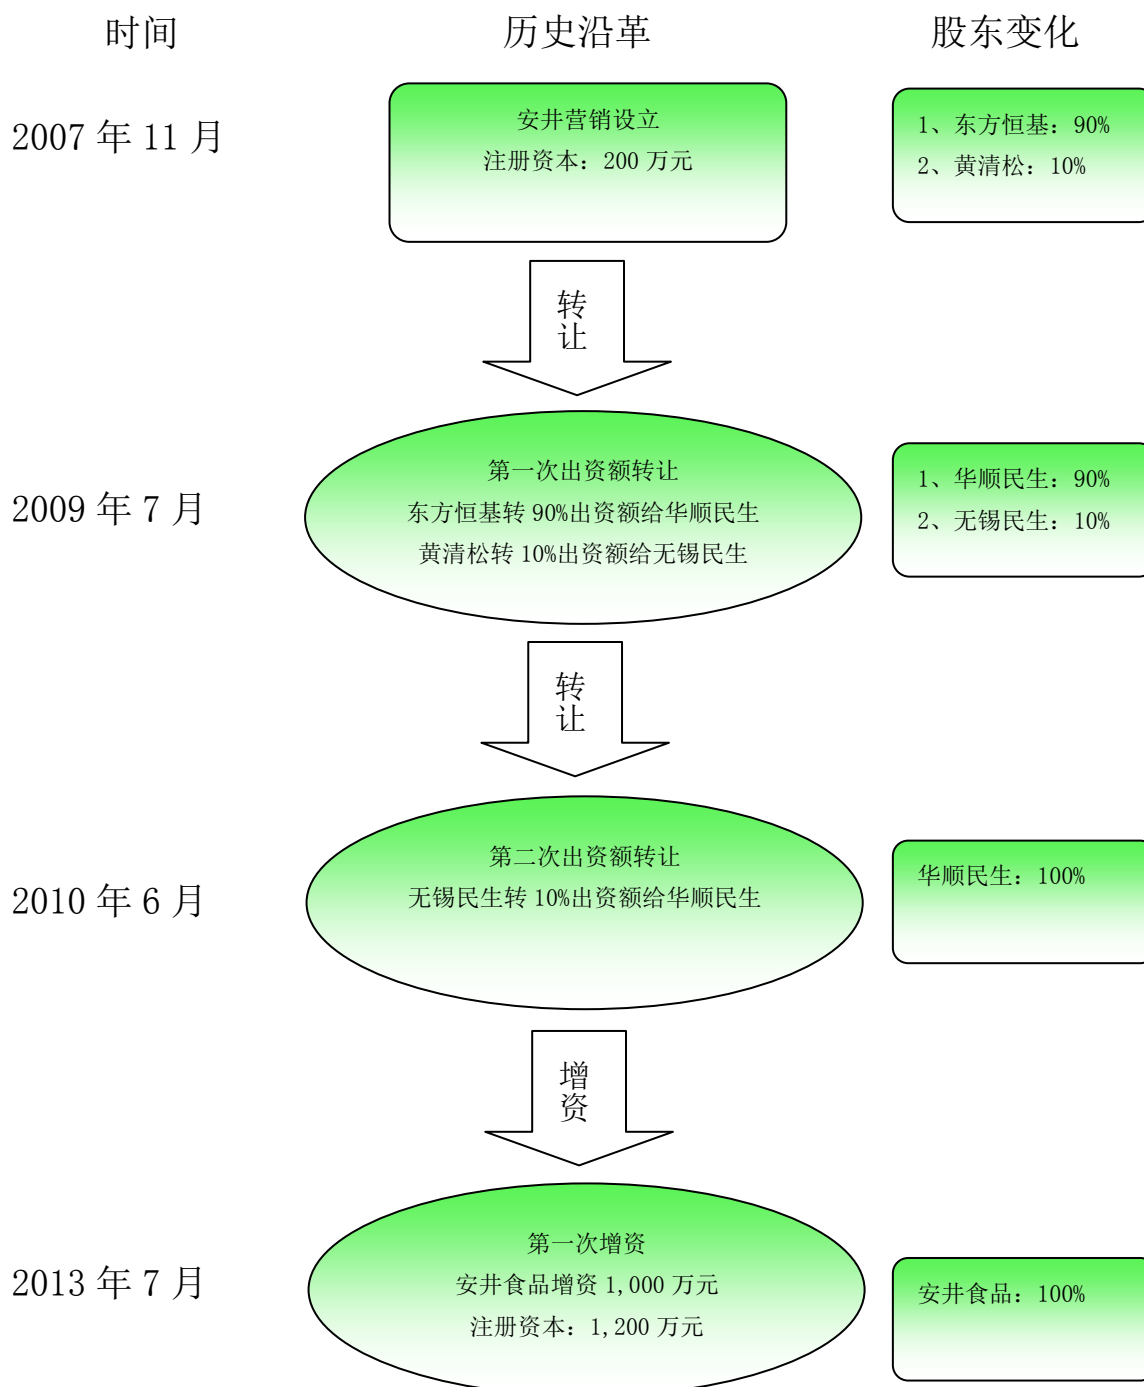 时间 历史沿革 股东变化
2007 年 11 月
安井营销设立
注册资本：200 万元
1、东方恒基：90%
2、黄清松：10%
转
让
2009 年 7 月
第一次出资额转让
东方恒基转 90%出资额给华顺民生
黄清松转 10%出资额给无锡民生
1、华顺民生：90%
2、无锡民生：10%
转
让
2010 年 6 月
第二次出资额转让
无锡民生转 10%出资额给华顺民生
华顺民生：100%
增
资
2013 年 7 月
第一次增资
安井食品增资 1,000 万元
注册资本：1,200 万元
安井食品：100%